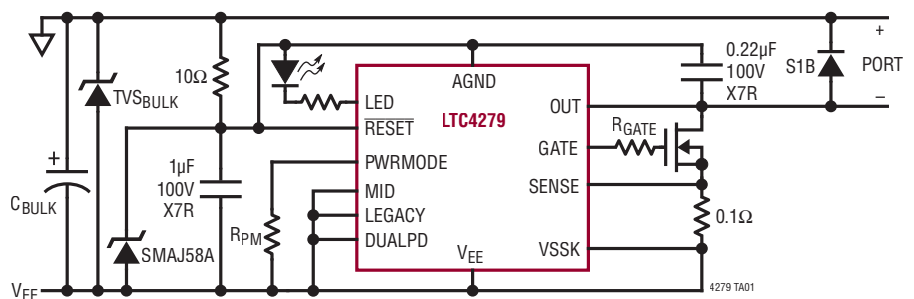 +
0.22µF
100V
X7R
S1B
PORT
–
10Ω
TVSBULK
AGND
LED
RESET
LTC4279
OUT
RGATE
GATE
PWRMODE
+
CBULK
1µF
100V
X7R
MID
LEGACY
DUALPD
SENSE
0.1Ω
RPM
SMAJ58A
VEE
VSSK
VEE
4279 TA01